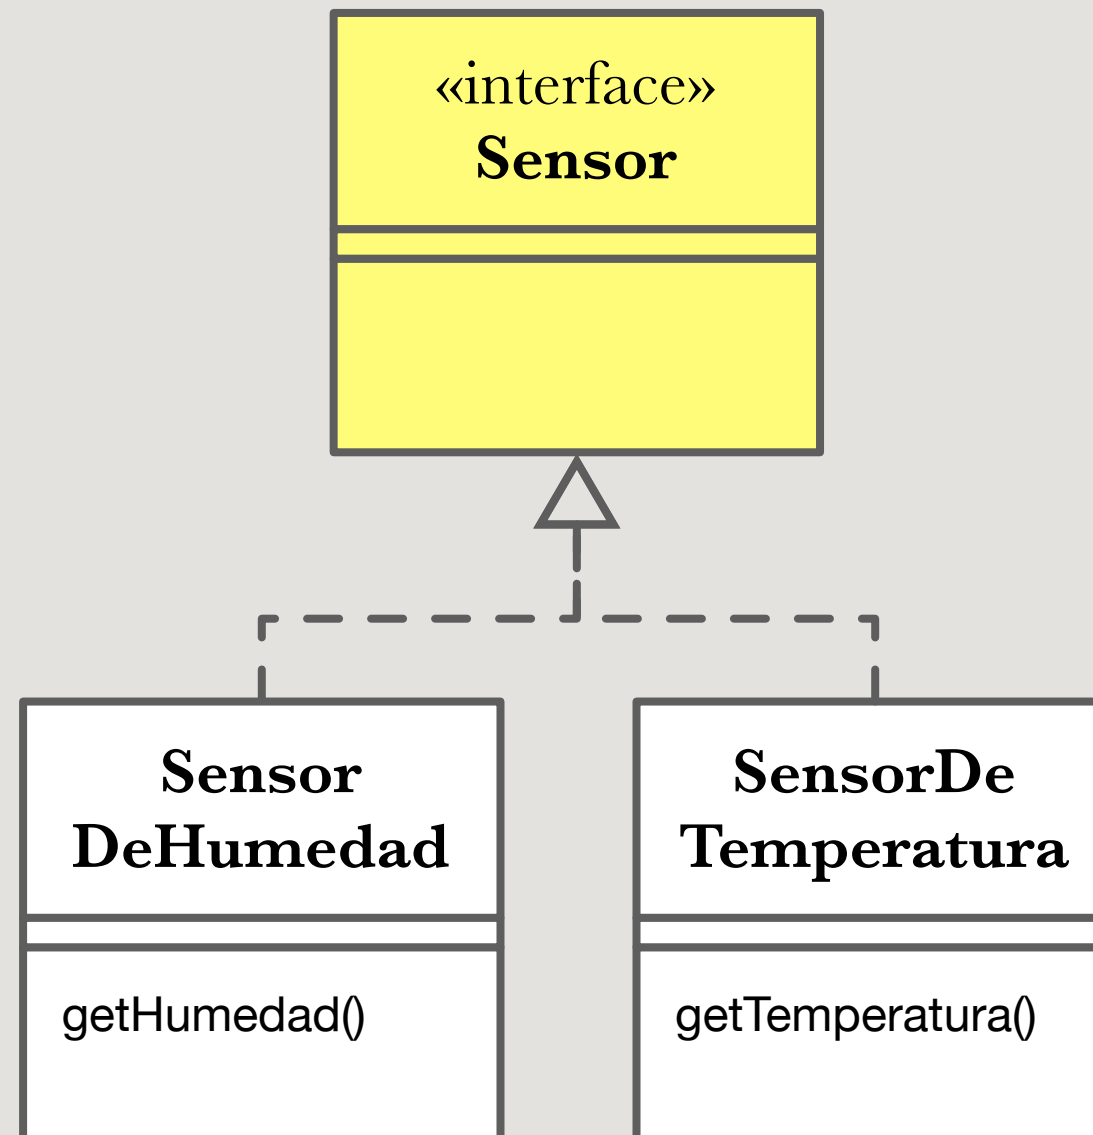 «interface»
Sensor
Sensor
DeHumedad
getHumedad()
SensorDe
Temperatura
getTemperatura()